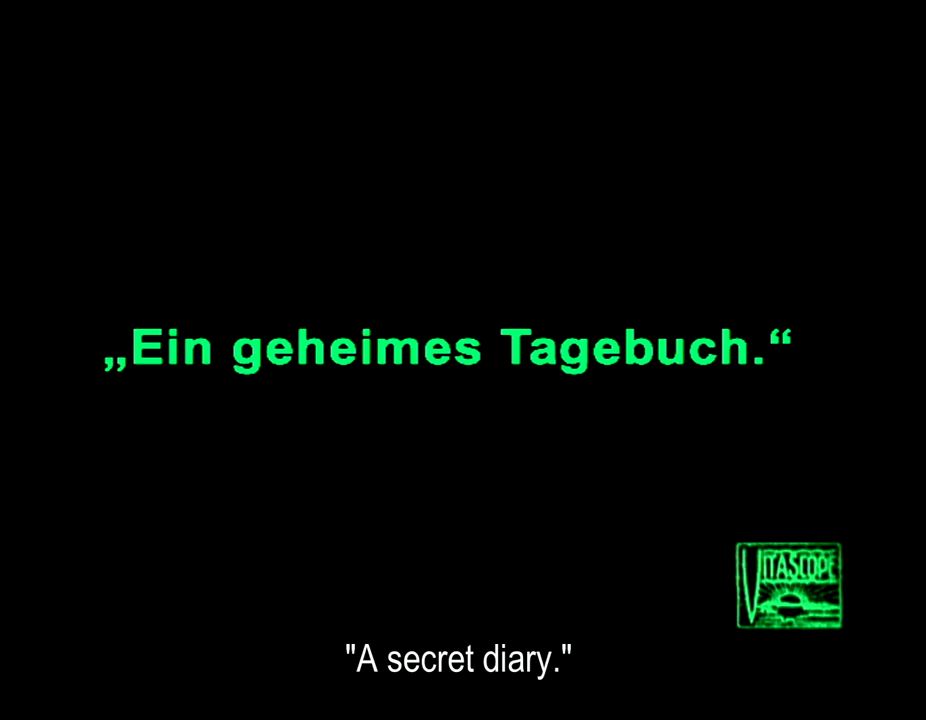 „Ein geheimes Tagebuch.“
VITASCOPE
"A secret diary."